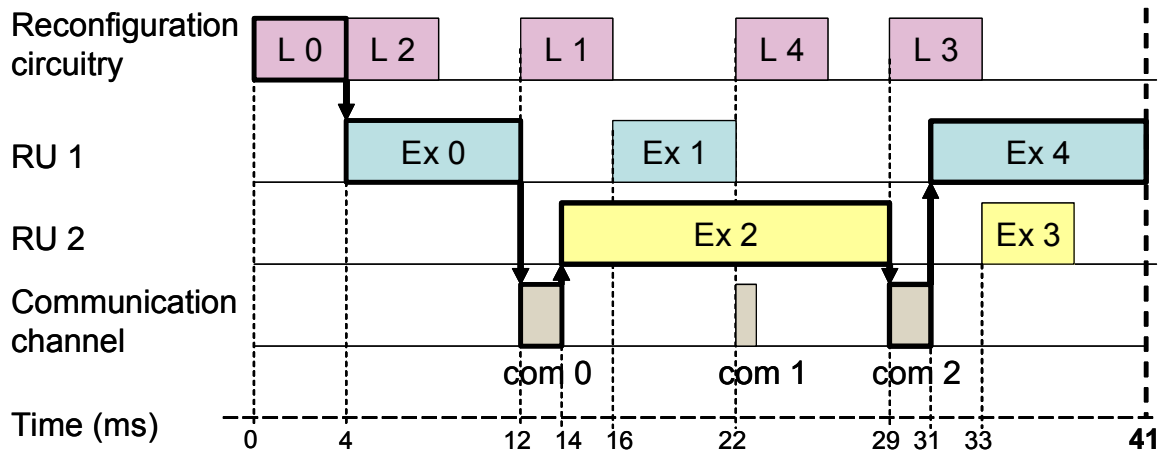 Reconfiguration
circuitry
L 0 L 2 L 1 L 4 L 3
RU 1
Ex 0 Ex 1 Ex 4
RU 2
Ex 2 Ex 3
Communication
channel
com 0 com 1 com 2
Time (ms)
0 4 12 14 16 22 29 31 33 41